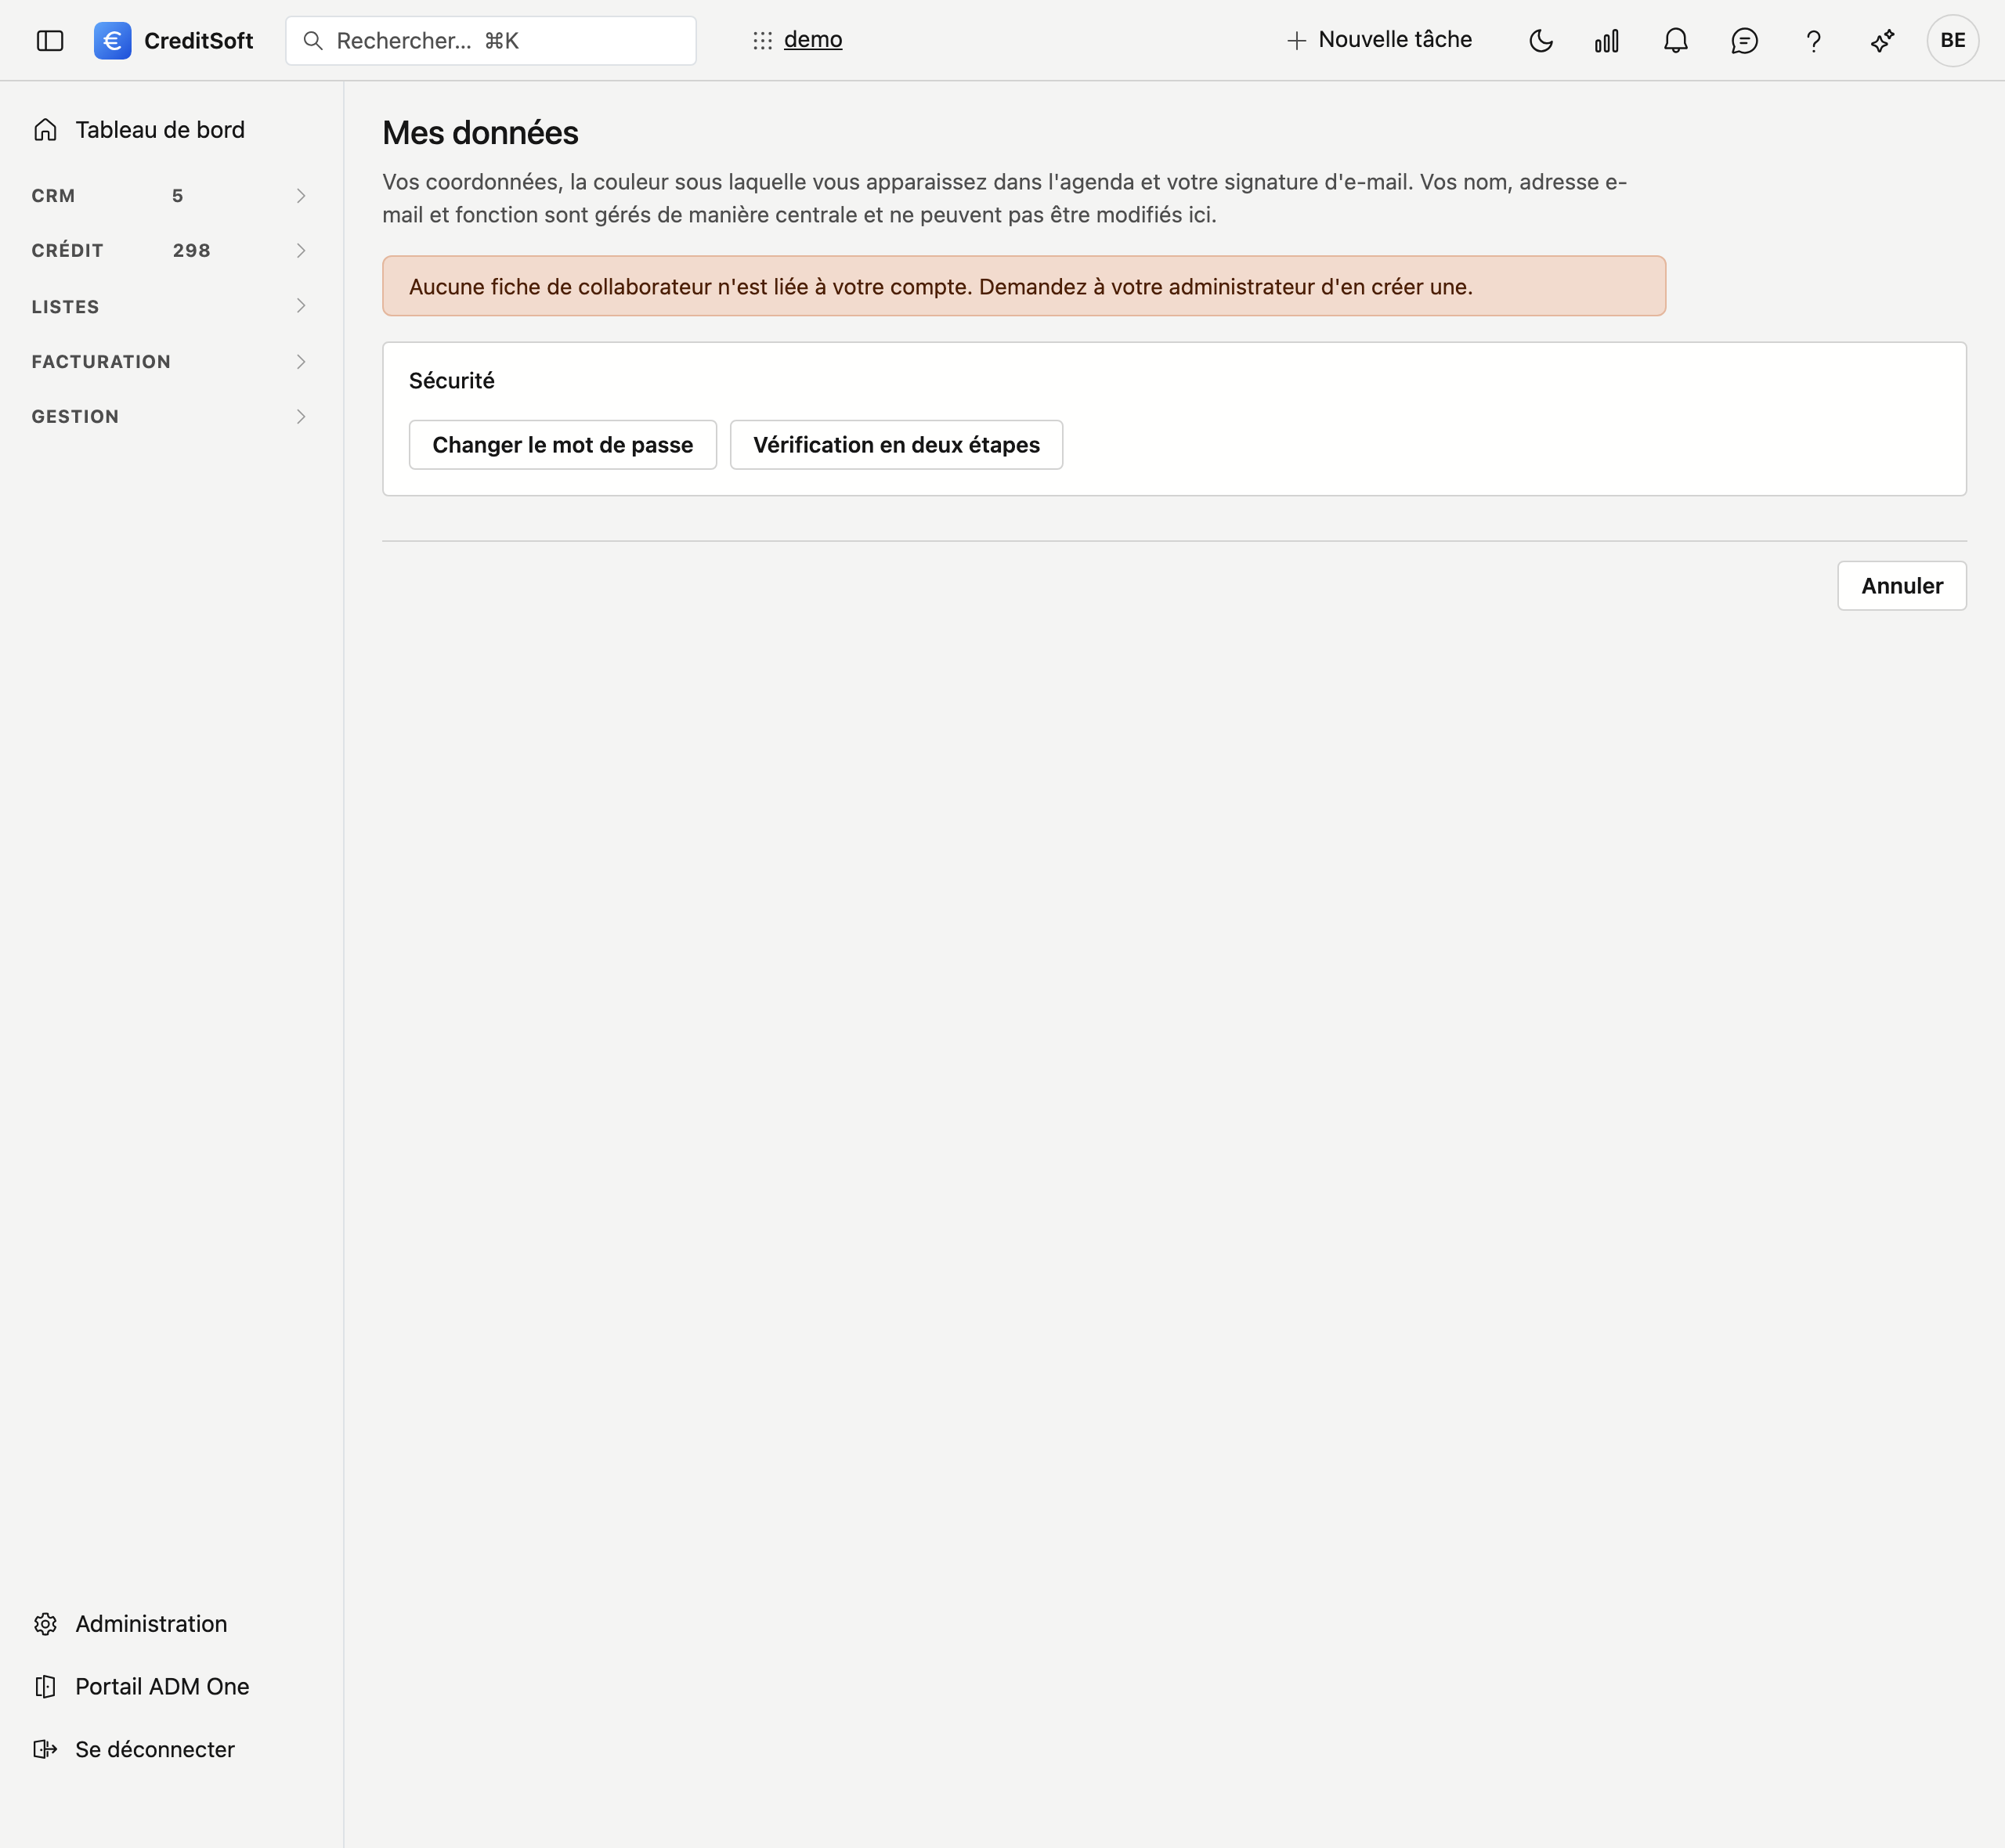 CreditSoft
Rechercher... ⌘K
demo
Nouvelle tâche
BE
Tableau de bord
CRM 5
CRÉDIT 298
LISTES
FACTURATION
GESTION
Administration
Portail ADM One
Se déconnecter
Mes données
Vos coordonnées, la couleur sous laquelle vous apparaissez dans l'agenda et votre signature d'e-mail. Vos nom, adresse e-
mail et fonction sont gérés de manière centrale et ne peuvent pas être modifiés ici.
Aucune fiche de collaborateur n'est liée à votre compte. Demandez à votre administrateur d'en créer une.
Sécurité
Changer le mot de passe
Vérification en deux étapes
Annuler